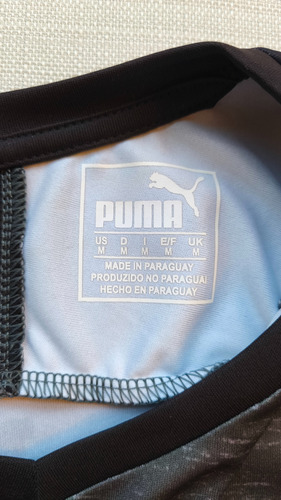 PUMA
US D I E/F UK
M M M M M
MADE IN PARAGUAY
PRODUZIDO NO PARAGUAI
HECHO EN PARAGUAY